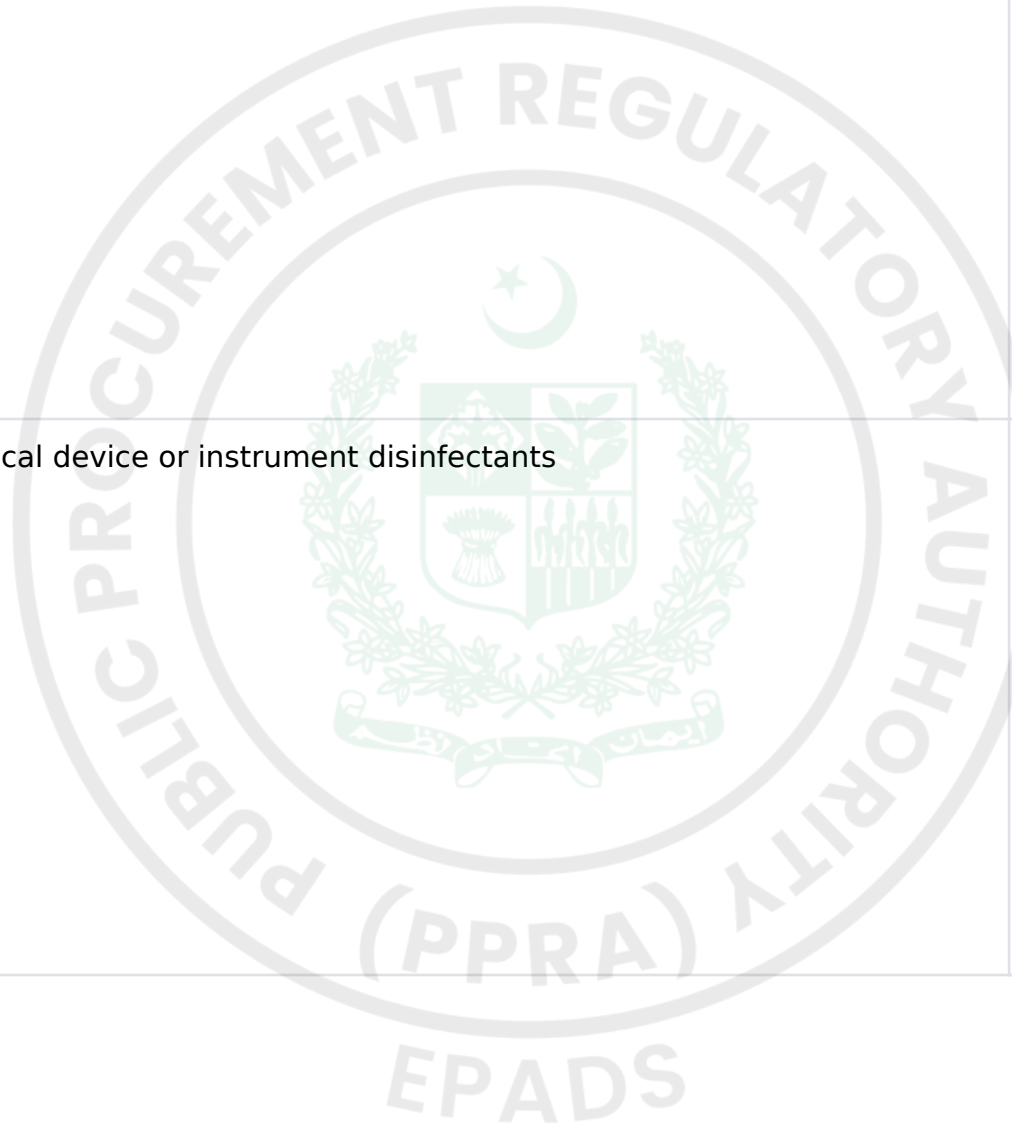 PUBLIC PROCUREMENT REGULATORY AUTHORITY
cal device or instrument disinfectants
(PPRA)
EPADS